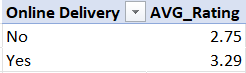 Online Delivery AVG_Rating
No 2.75
Yes 3.29